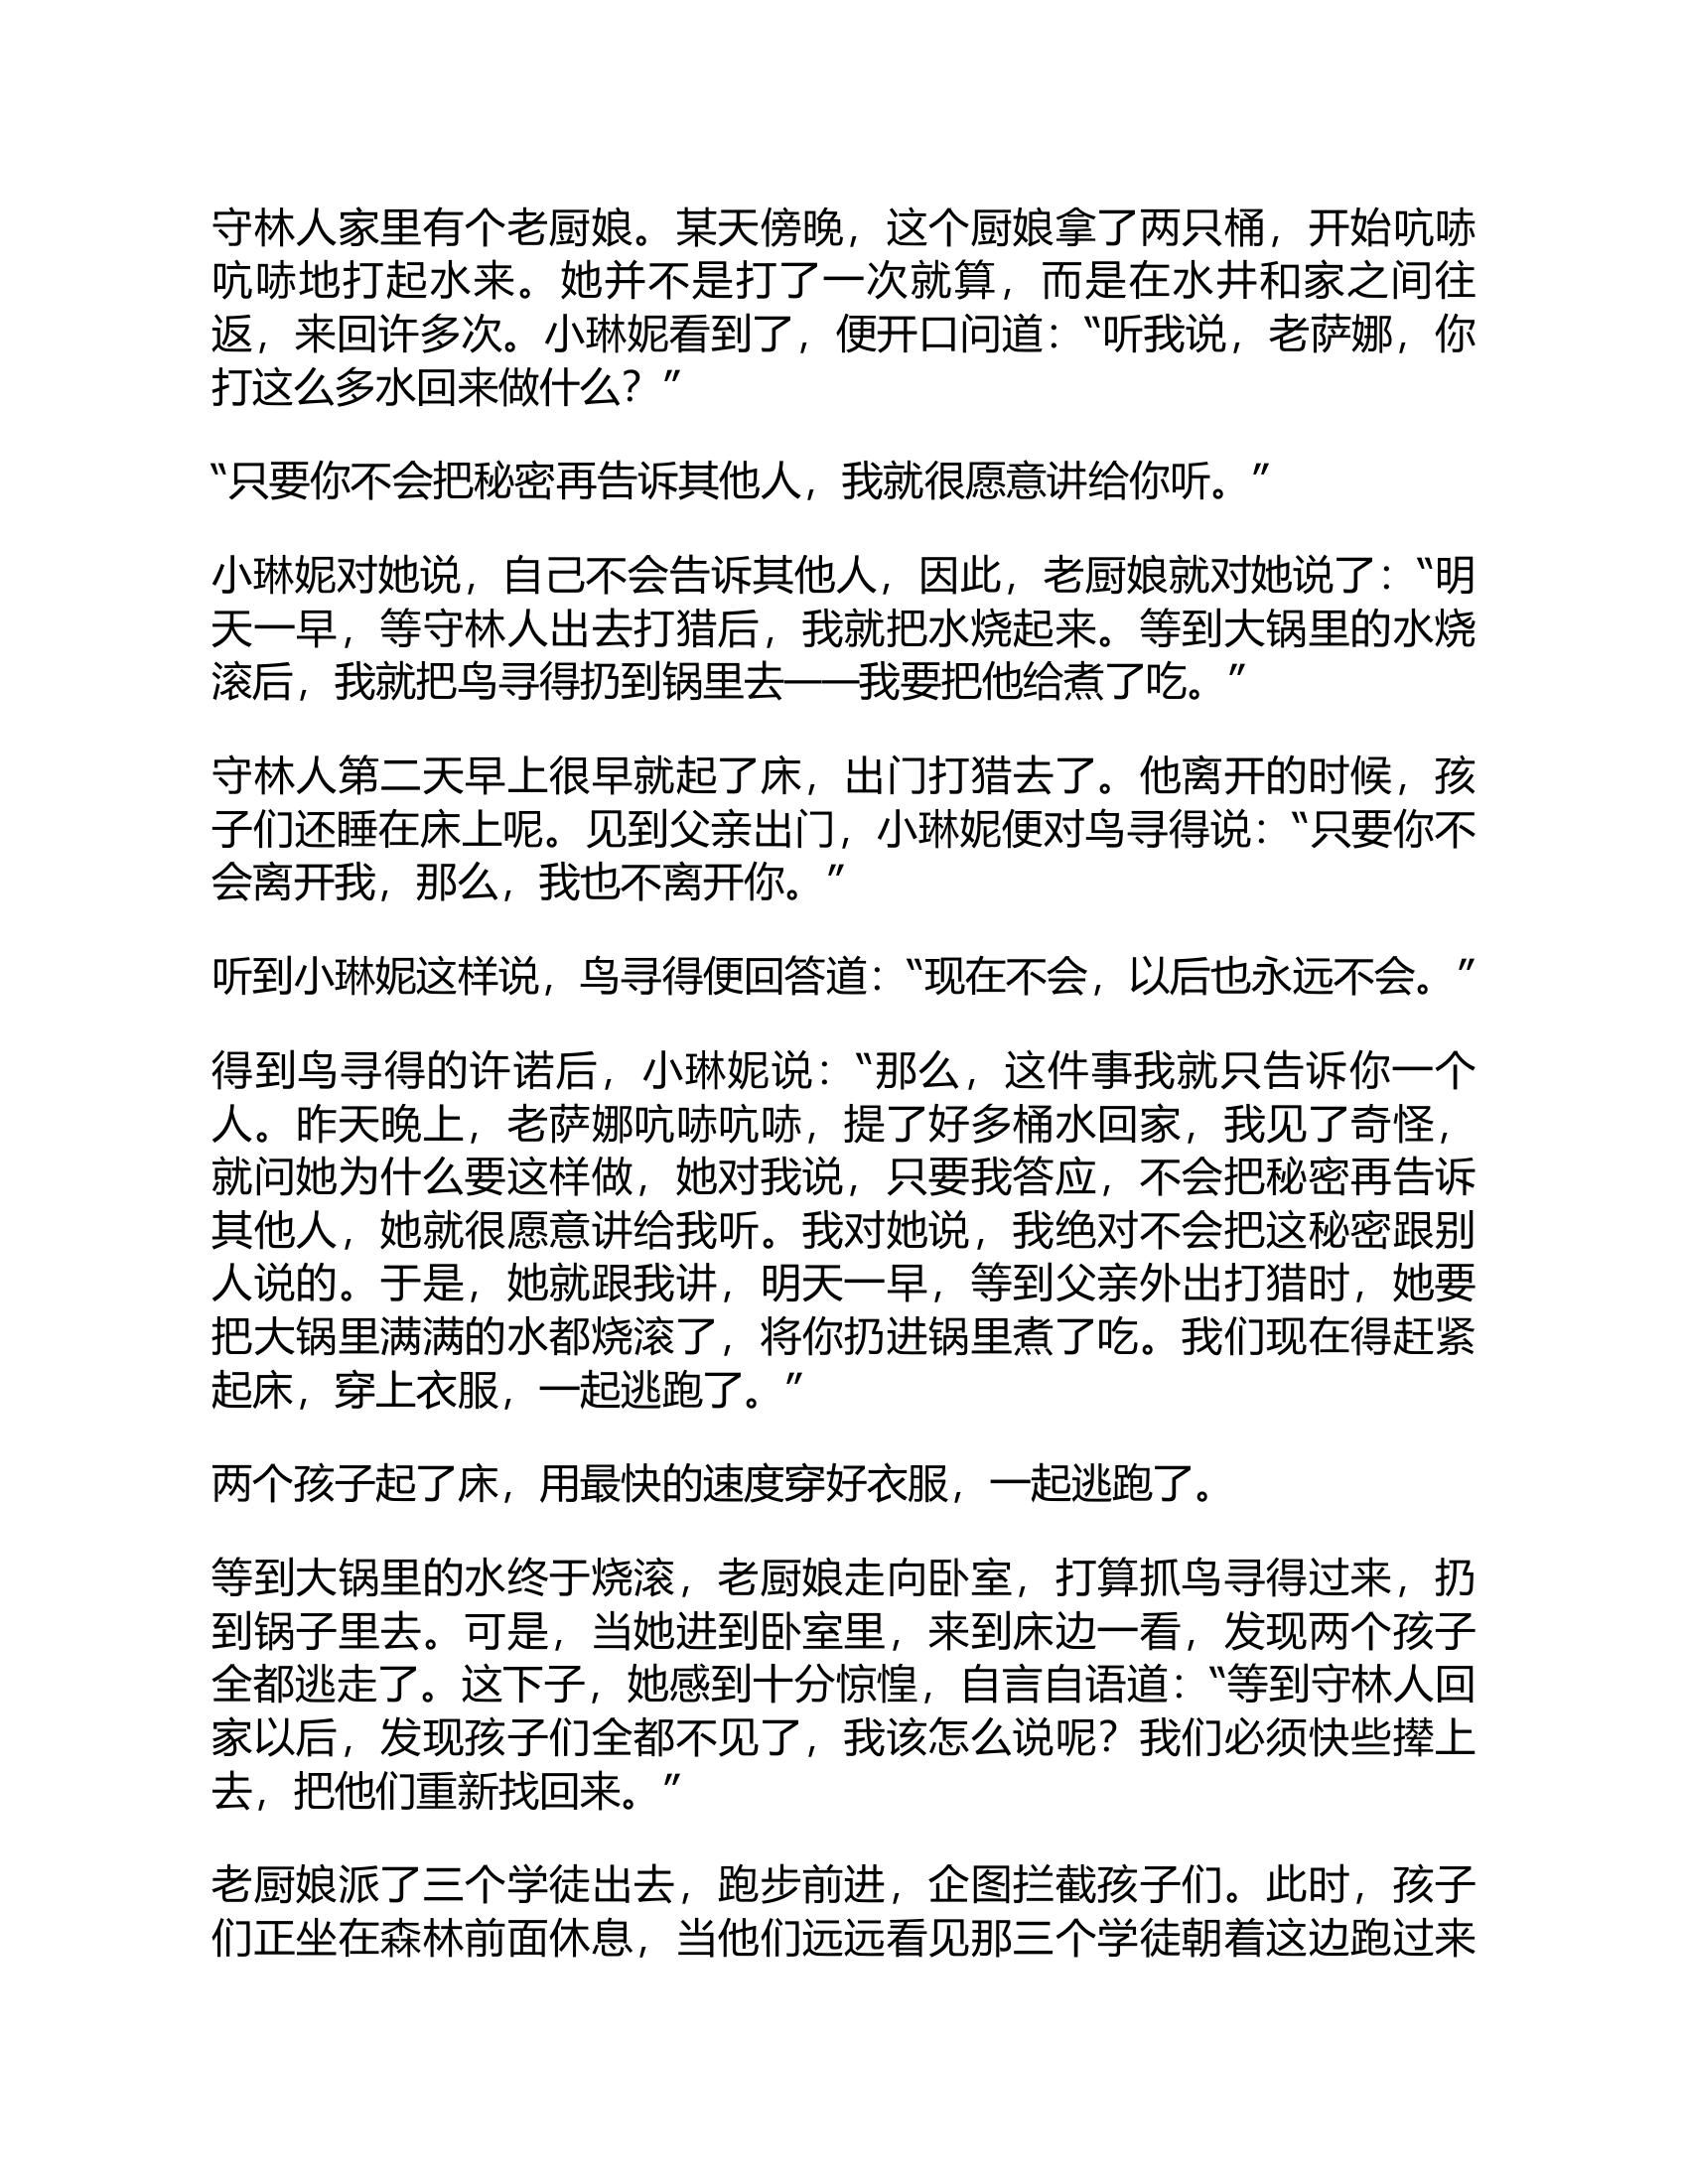 守林人家里有个老厨娘。某天傍晚，这个厨娘拿了两只桶，开始吭哧
吭哧地打起水来。她并不是打了一次就算，而是在水井和家之间往
返，来回许多次。小琳妮看到了，便开口问道：“听我说，老萨娜，你
打这么多水回来做什么？”
“只要你不会把秘密再告诉其他人，我就很愿意讲给你听。”
小琳妮对她说，自己不会告诉其他人，因此，老厨娘就对她说了：“明
天一早，等守林人出去打猎后，我就把水烧起来。等到大锅里的水烧
滚后，我就把鸟寻得扔到锅里去——我要把他给煮了吃。”
守林人第二天早上很早就起了床，出门打猎去了。他离开的时候，孩
子们还睡在床上呢。见到父亲出门，小琳妮便对鸟寻得说：“只要你不
会离开我，那么，我也不离开你。”
听到小琳妮这样说，鸟寻得便回答道：“现在不会，以后也永远不会。”
得到鸟寻得的许诺后，小琳妮说：“那么，这件事我就只告诉你一个
人。昨天晚上，老萨娜吭哧吭哧，提了好多桶水回家，我见了奇怪，
就问她为什么要这样做，她对我说，只要我答应，不会把秘密再告诉
其他人，她就很愿意讲给我听。我对她说，我绝对不会把这秘密跟别
人说的。于是，她就跟我讲，明天一早，等到父亲外出打猎时，她要
把大锅里满满的水都烧滚了，将你扔进锅里煮了吃。我们现在得赶紧
起床，穿上衣服，一起逃跑了。”
两个孩子起了床，用最快的速度穿好衣服，一起逃跑了。
等到大锅里的水终于烧滚，老厨娘走向卧室，打算抓鸟寻得过来，扔
到锅子里去。可是，当她进到卧室里，来到床边一看，发现两个孩子
全都逃走了。这下子，她感到十分惊惶，自言自语道：“等到守林人回
家以后，发现孩子们全都不见了，我该怎么说呢？我们必须快些撵上
去，把他们重新找回来。”
老厨娘派了三个学徒出去，跑步前进，企图拦截孩子们。此时，孩子
们正坐在森林前面休息，当他们远远看见那三个学徒朝着这边跑过来